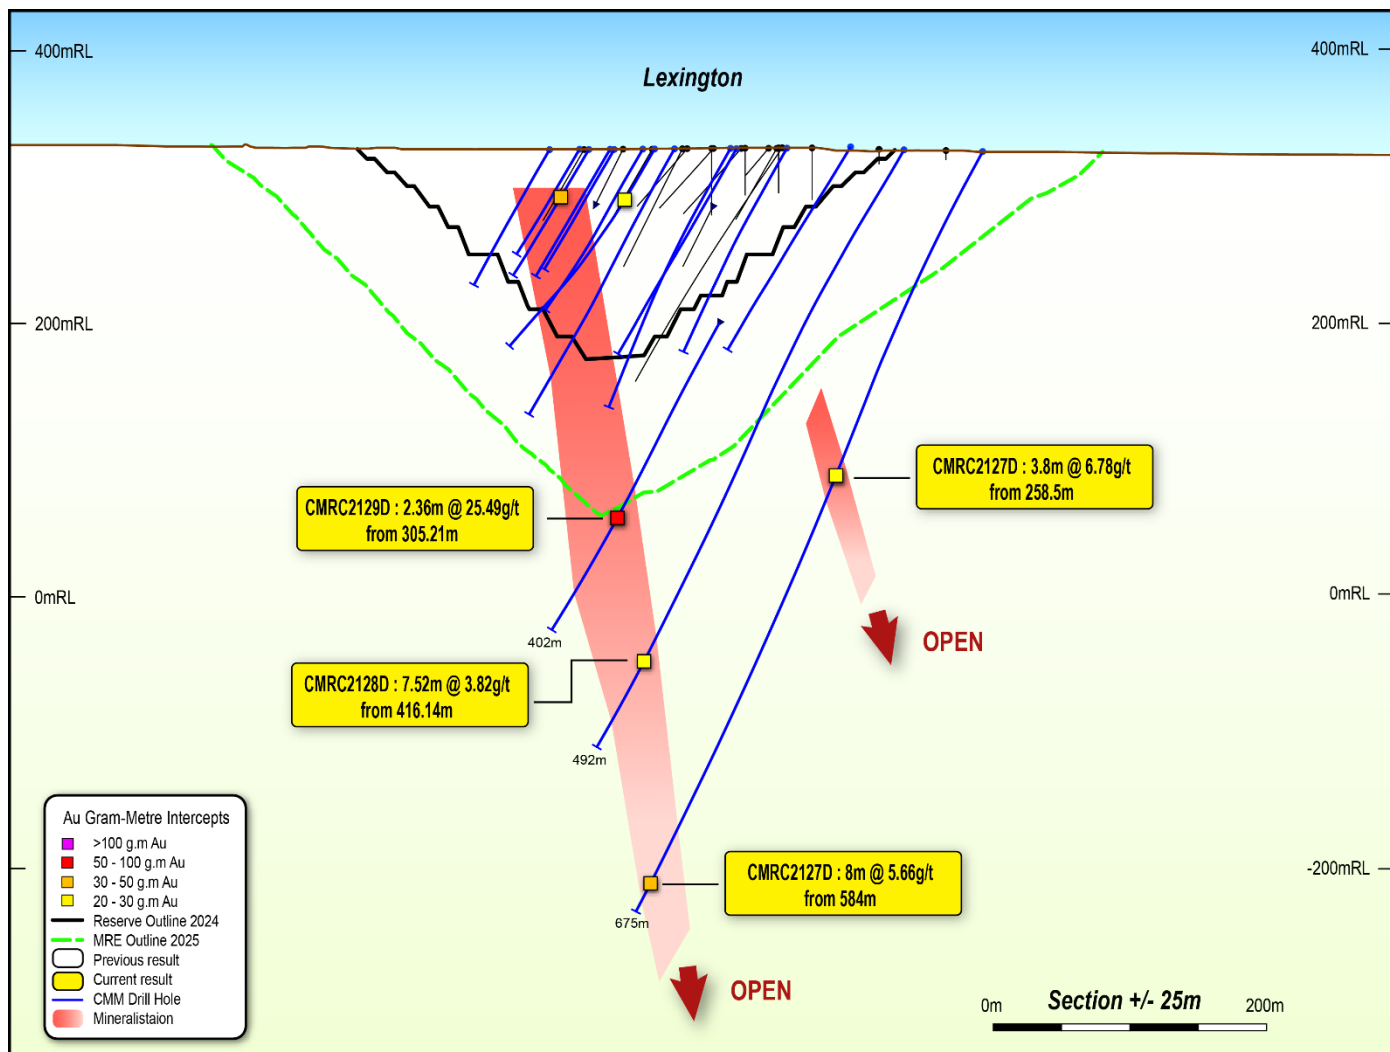 400mRL
400mRL
Lexington
200mRL
200mRL
CMRC2127D : 3.8m @ 6.78g/t
from 258.5m
CMRC2129D : 2.36m @ 25.49g/t
from 305.21m
0mRL
0mRL
402m
OPEN
CMRC2128D : 7.52m @ 3.82g/t
from 416.14m
492m
Au Gram-Metre Intercepts
>100 g.m Au
50 - 100 g.m Au
30 - 50 g.m Au
20 - 30 g.m Au
Reserve Outline 2024
MRE Outline 2025
Previous result
Current result
CMM Drill Hole
Mineralistaion
CMRC2127D : 8m @ 5.66g/t
from 584m
-200mRL
675m
OPEN
0m
Section +/- 25m
200m